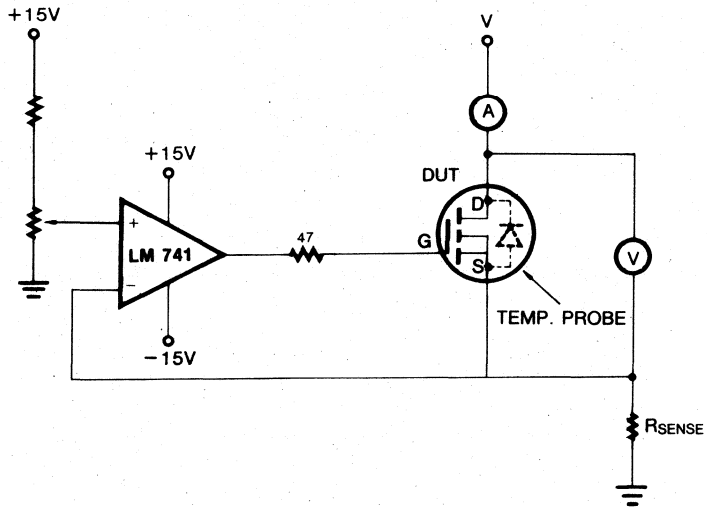 +15V
V
A
+15V
DUT
D
+
LM 741
47
G
V
−
S
TEMP. PROBE
−15V
RSENSE